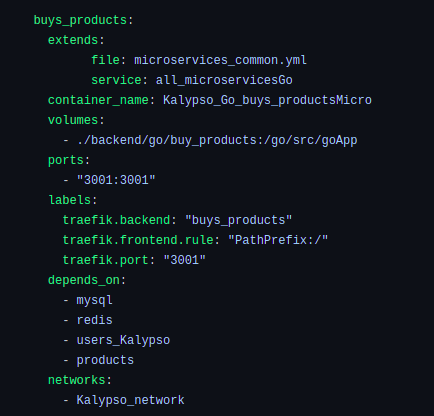 buys_products:
extends:
file: microservices_common.yml
service: all_microservicesGo
container_name: Kalypso_Go_buys_productsMicro
volumes:
- ./backend/go/buy_products:/go/src/goApp
ports:
- "3001:3001"
labels:
traefik.backend: "buys_products"
traefik.frontend.rule: "PathPrefix:/"
traefik.port: "3001"
depends_on:
- mysql
- redis
- users_Kalypso
- products
networks:
- Kalypso_network